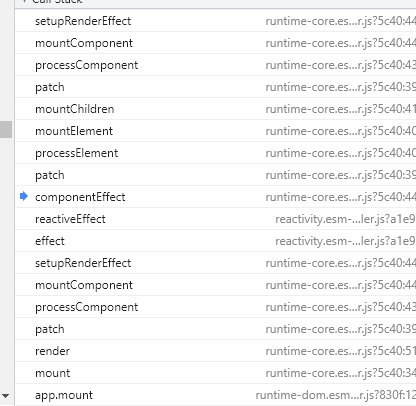 Call Stack
setupRenderEffect runtime-core.es…r.js?5c40:44
mountComponent runtime-core.es…r.js?5c40:44
processComponent runtime-core.es…r.js?5c40:43
patch runtime-core.es…r.js?5c40:39
mountChildren runtime-core.es…r.js?5c40:41
mountElement runtime-core.es…r.js?5c40:40
processElement runtime-core.es…r.js?5c40:40
patch runtime-core.es…r.js?5c40:39
componentEffect runtime-core.es…r.js?5c40:44
reactiveEffect reactivity.esm-…ler.js?a1e9
effect reactivity.esm-…ler.js?a1e9
setupRenderEffect runtime-core.es…r.js?5c40:44
mountComponent runtime-core.es…r.js?5c40:44
processComponent runtime-core.es…r.js?5c40:43
patch runtime-core.es…r.js?5c40:39
render runtime-core.es…r.js?5c40:51
mount runtime-core.es…r.js?5c40:34
app.mount runtime-dom.esm…r.js?830f:12